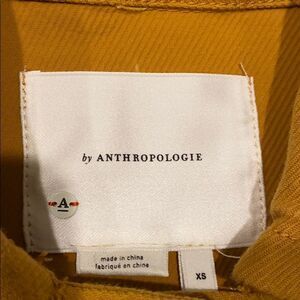 by ANTHROPOLOGIE
A
made in china
fabriqué en chine
XS